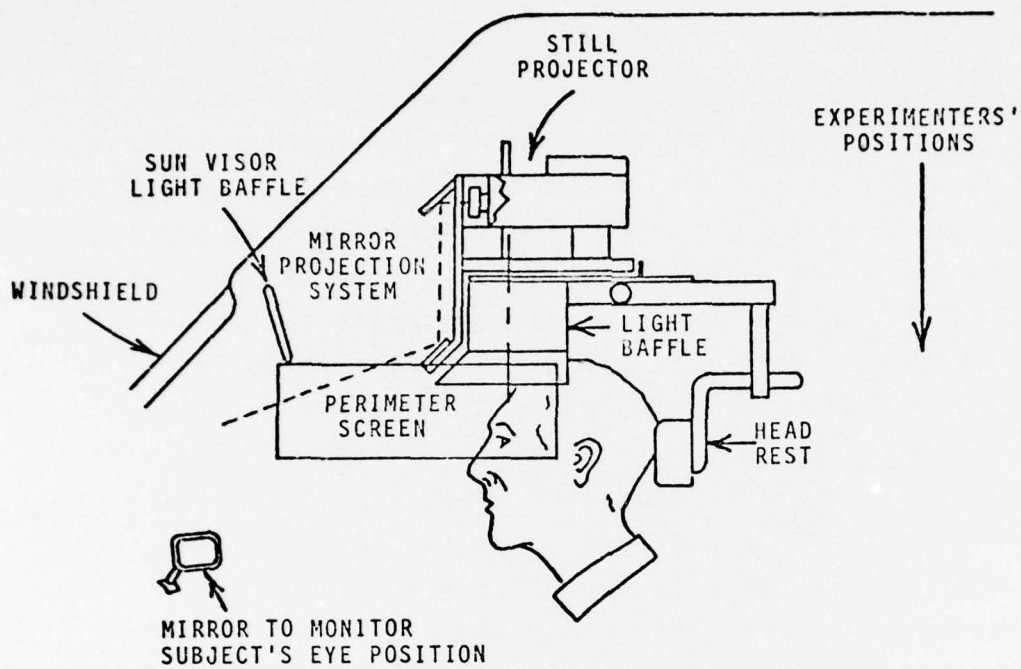 STILL
PROJECTOR
EXPERIMENTERS'
POSITIONS
SUN VISOR
LIGHT BAFFLE
MIRROR
PROJECTION
SYSTEM
WINDSHIELD
LIGHT
BAFFLE
PERIMETER
SCREEN
HEAD
REST
MIRROR TO MONITOR
SUBJECT'S EYE POSITION